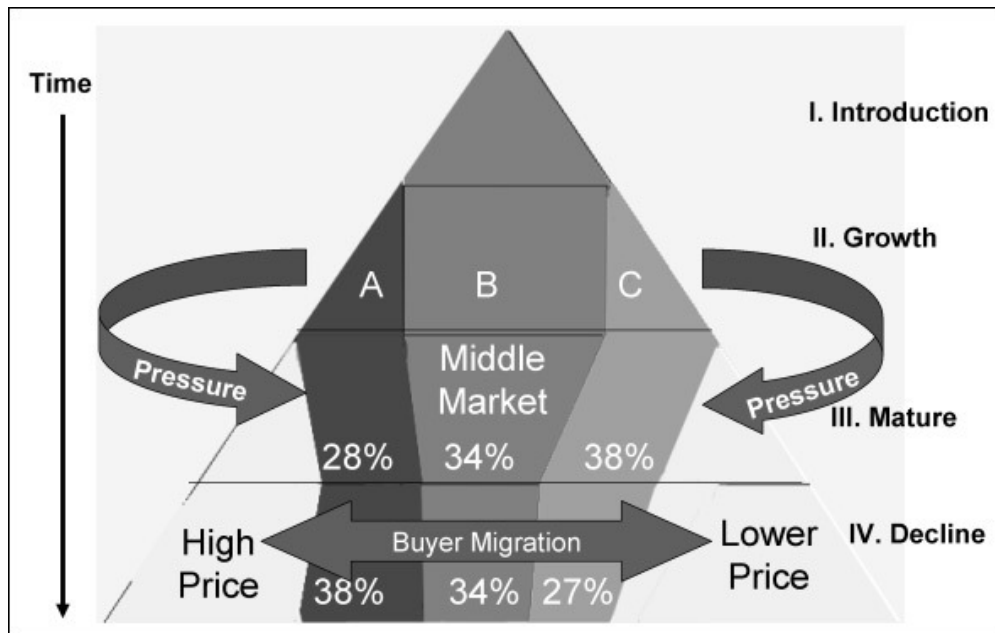 Time
I. Introduction
II. Growth
A B C
Middle
Market
Pressure
Pressure
III. Mature
28% 34% 38%
High
Price
Buyer Migration
Lower
Price
IV. Decline
38% 34% 27%